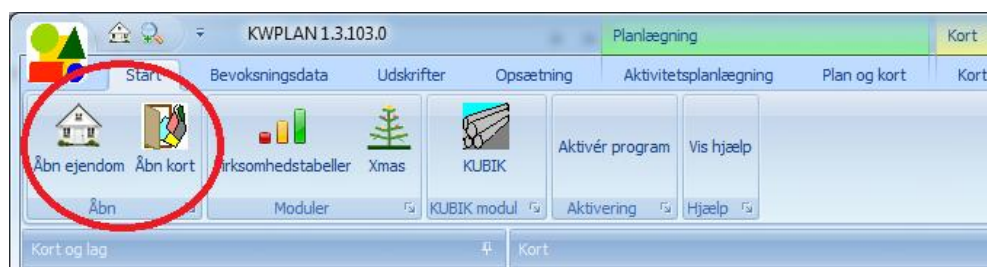 KWPLAN 1.3.103.0 Planlægning Kort
Start Bevoksningsdata Udskrifter Opsætning Aktivitetsplanlægning Plan og kort Kort
Åbn ejendom Åbn kort irksomhedstabeller Xmas KUBIK Aktivér program Vis hjælp
Åbn Moduler KUBIK modul Aktivering Hjælp
Kort og lag Kort